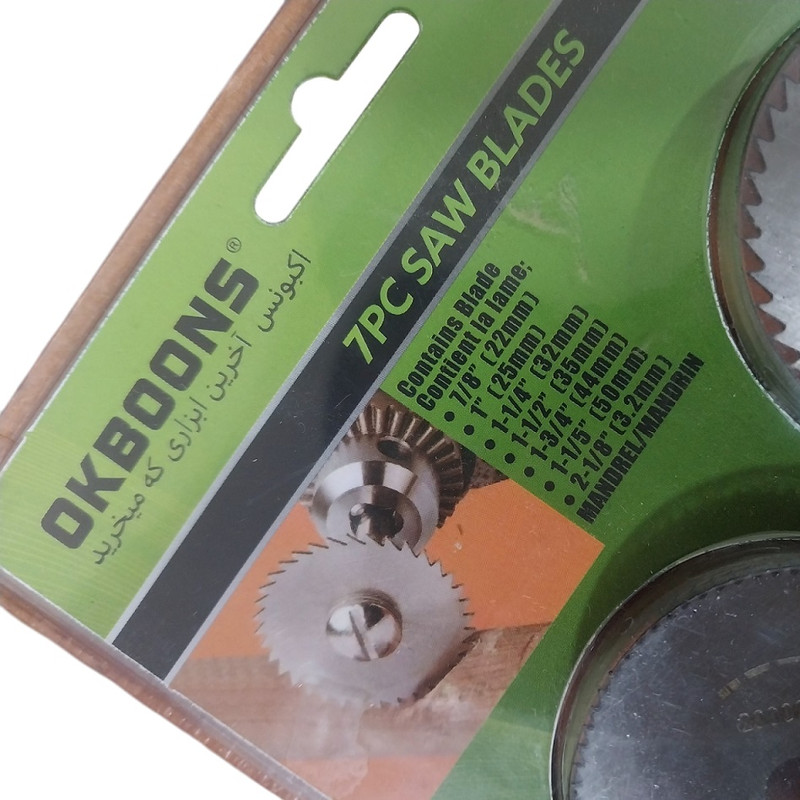 OKBOONS®
اکبونس آخرین ابزاری که میخرید
7PC SAW BLADES
Contains Blade
Contient la lame;
• 7/8" (22mm)
• 1" (25mm)
• 1-1/4" (32mm)
• 1-1/2" (35mm)
• 1-3/4" (44mm)
• 1-1/5" (50mm)
• 2-1/8" (3.2mm)
MANDREL/MANDRIN